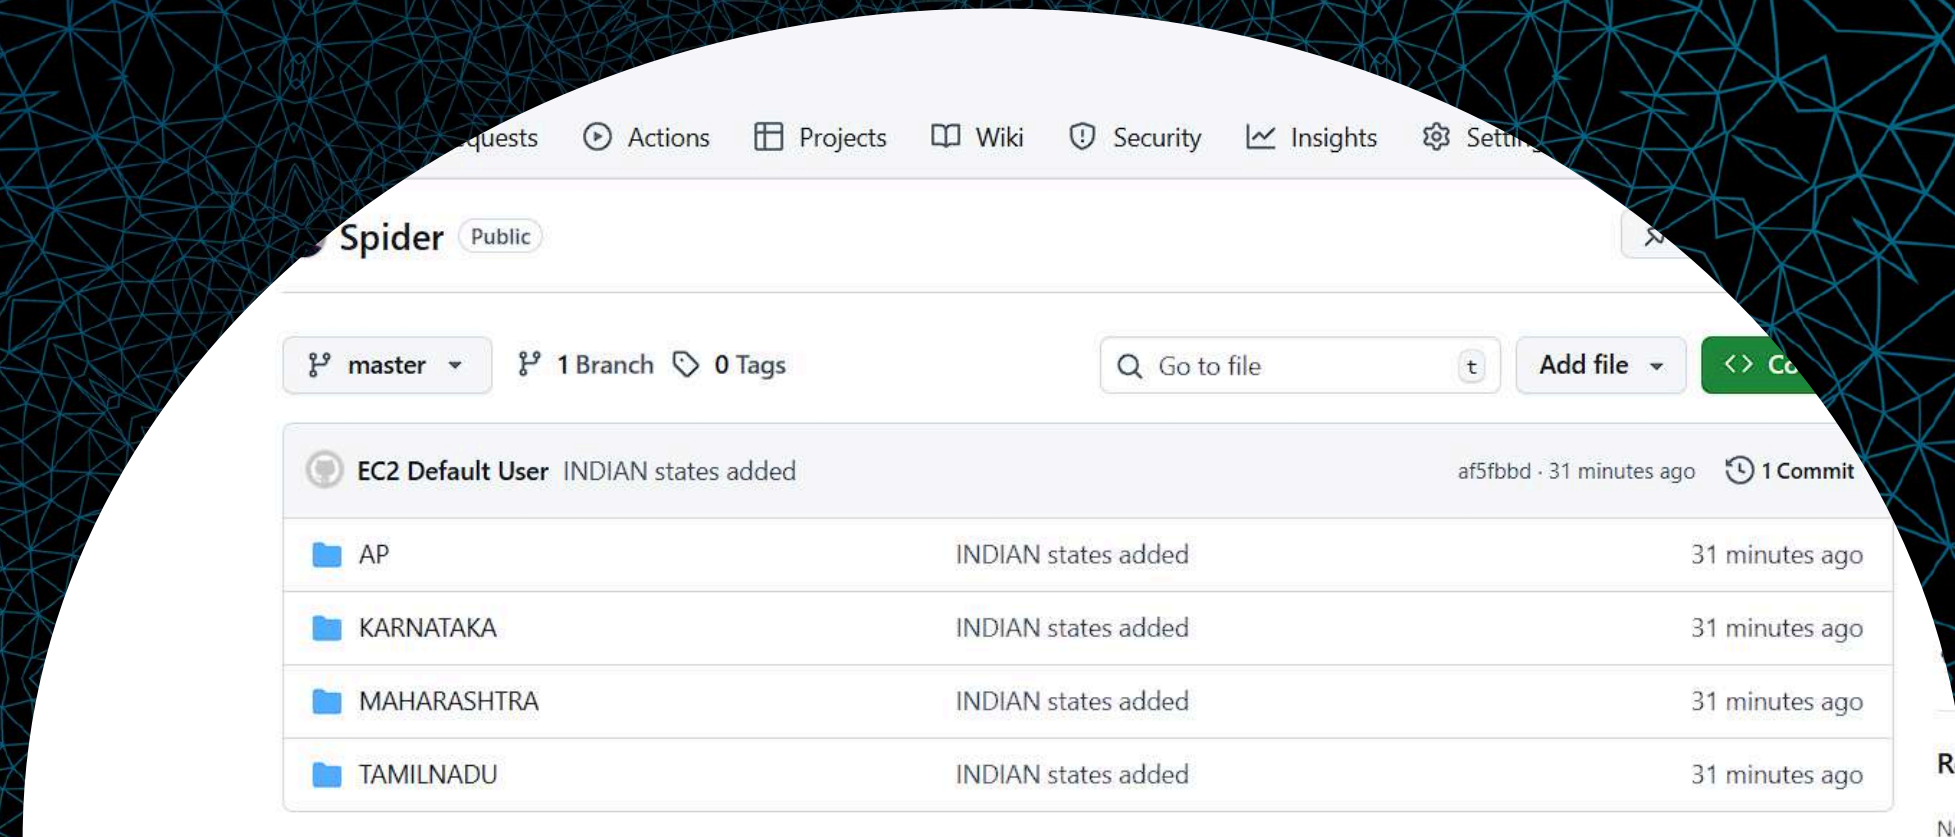 Actions Projects Wiki Security Insights
Spider Public
master 1 Branch 0 Tags Go to file t Add file
EC2 Default User INDIAN states added af5fbbd · 31 minutes ago 1 Commit
AP INDIAN states added 31 minutes ago
KARNATAKA INDIAN states added 31 minutes ago
MAHARASHTRA INDIAN states added 31 minutes ago
TAMILNADU INDIAN states added 31 minutes ago